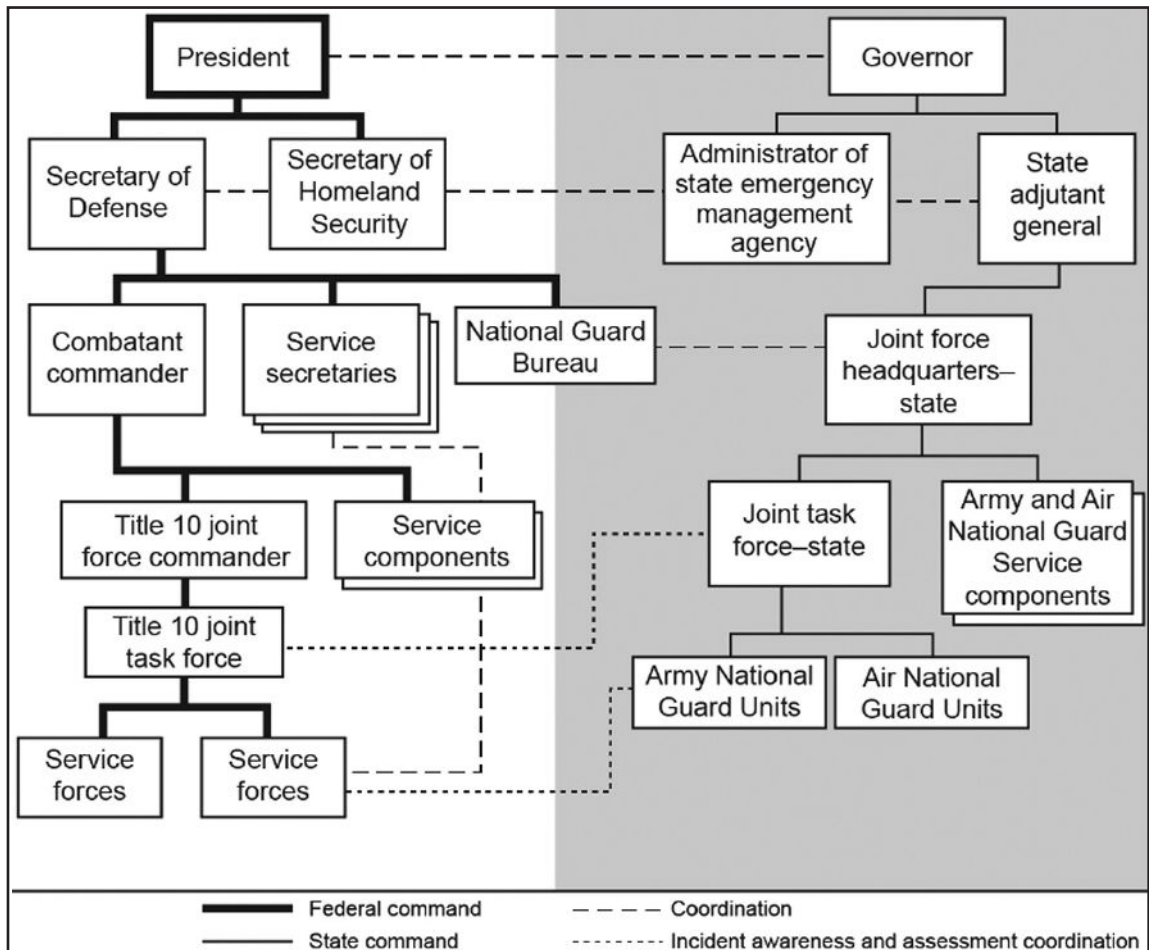 President
Governor
Secretary of
Defense
Secretary of
Homeland
Security
Administrator of
state emergency
management
agency
State
adjutant
general
Combatant
commander
Service
secretaries
National Guard
Bureau
Joint force
headquarters–
state
Title 10 joint
force commander
Service
components
Joint task
force–state
Army and Air
National Guard
Service
components
Title 10 joint
task force
Army National
Guard Units
Air National
Guard Units
Service
forces
Service
forces
Federal command
Coordination
State command
Incident awareness and assessment coordination